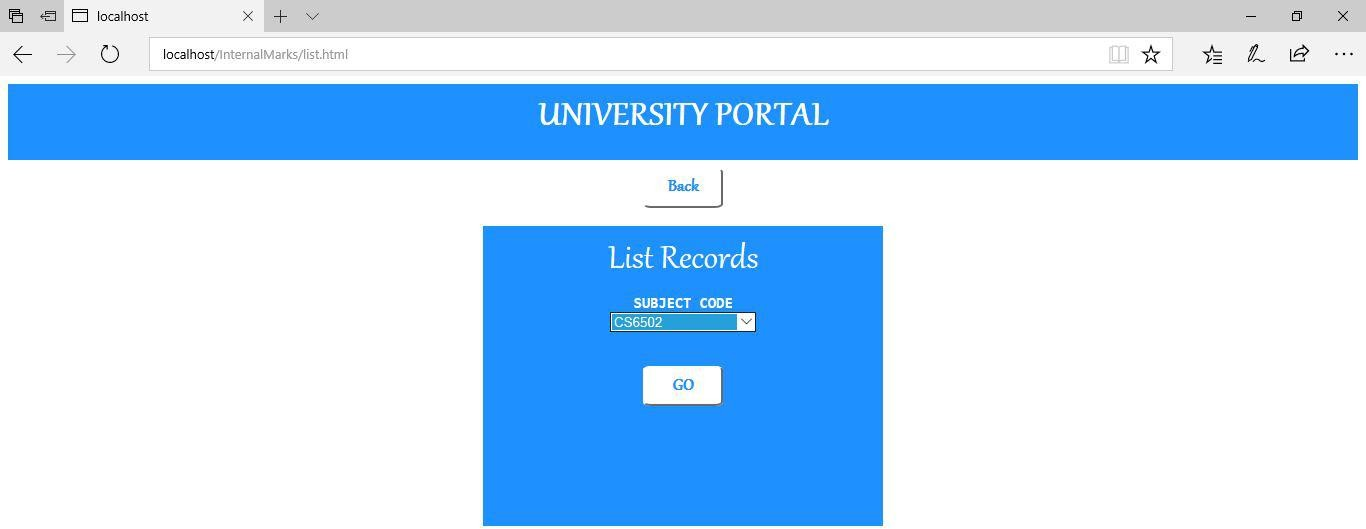 localhost
localhost/InternalMarks/list.html
UNIVERSITY PORTAL
Back
List Records
SUBJECT CODE
CS6502
GO